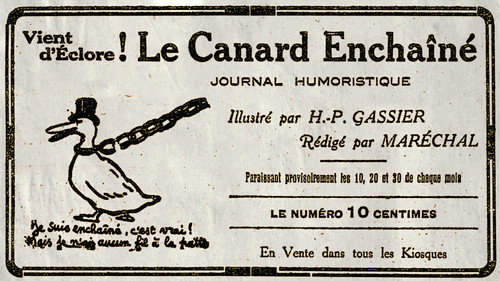 Vient
d'Éclore ! Le Canard Enchaîné
JOURNAL HUMORISTIQUE
Illustré par H.-P. GASSIER
Rédigé par MARÉCHAL
Paraissant provisoirement les 10, 20 et 30 de chaque mois
LE NUMÉRO 10 CENTIMES
En Vente dans tous les Kiosques
Je suis enchaîné, c'est vrai !
Mais je n'ai aucun fil à la patte